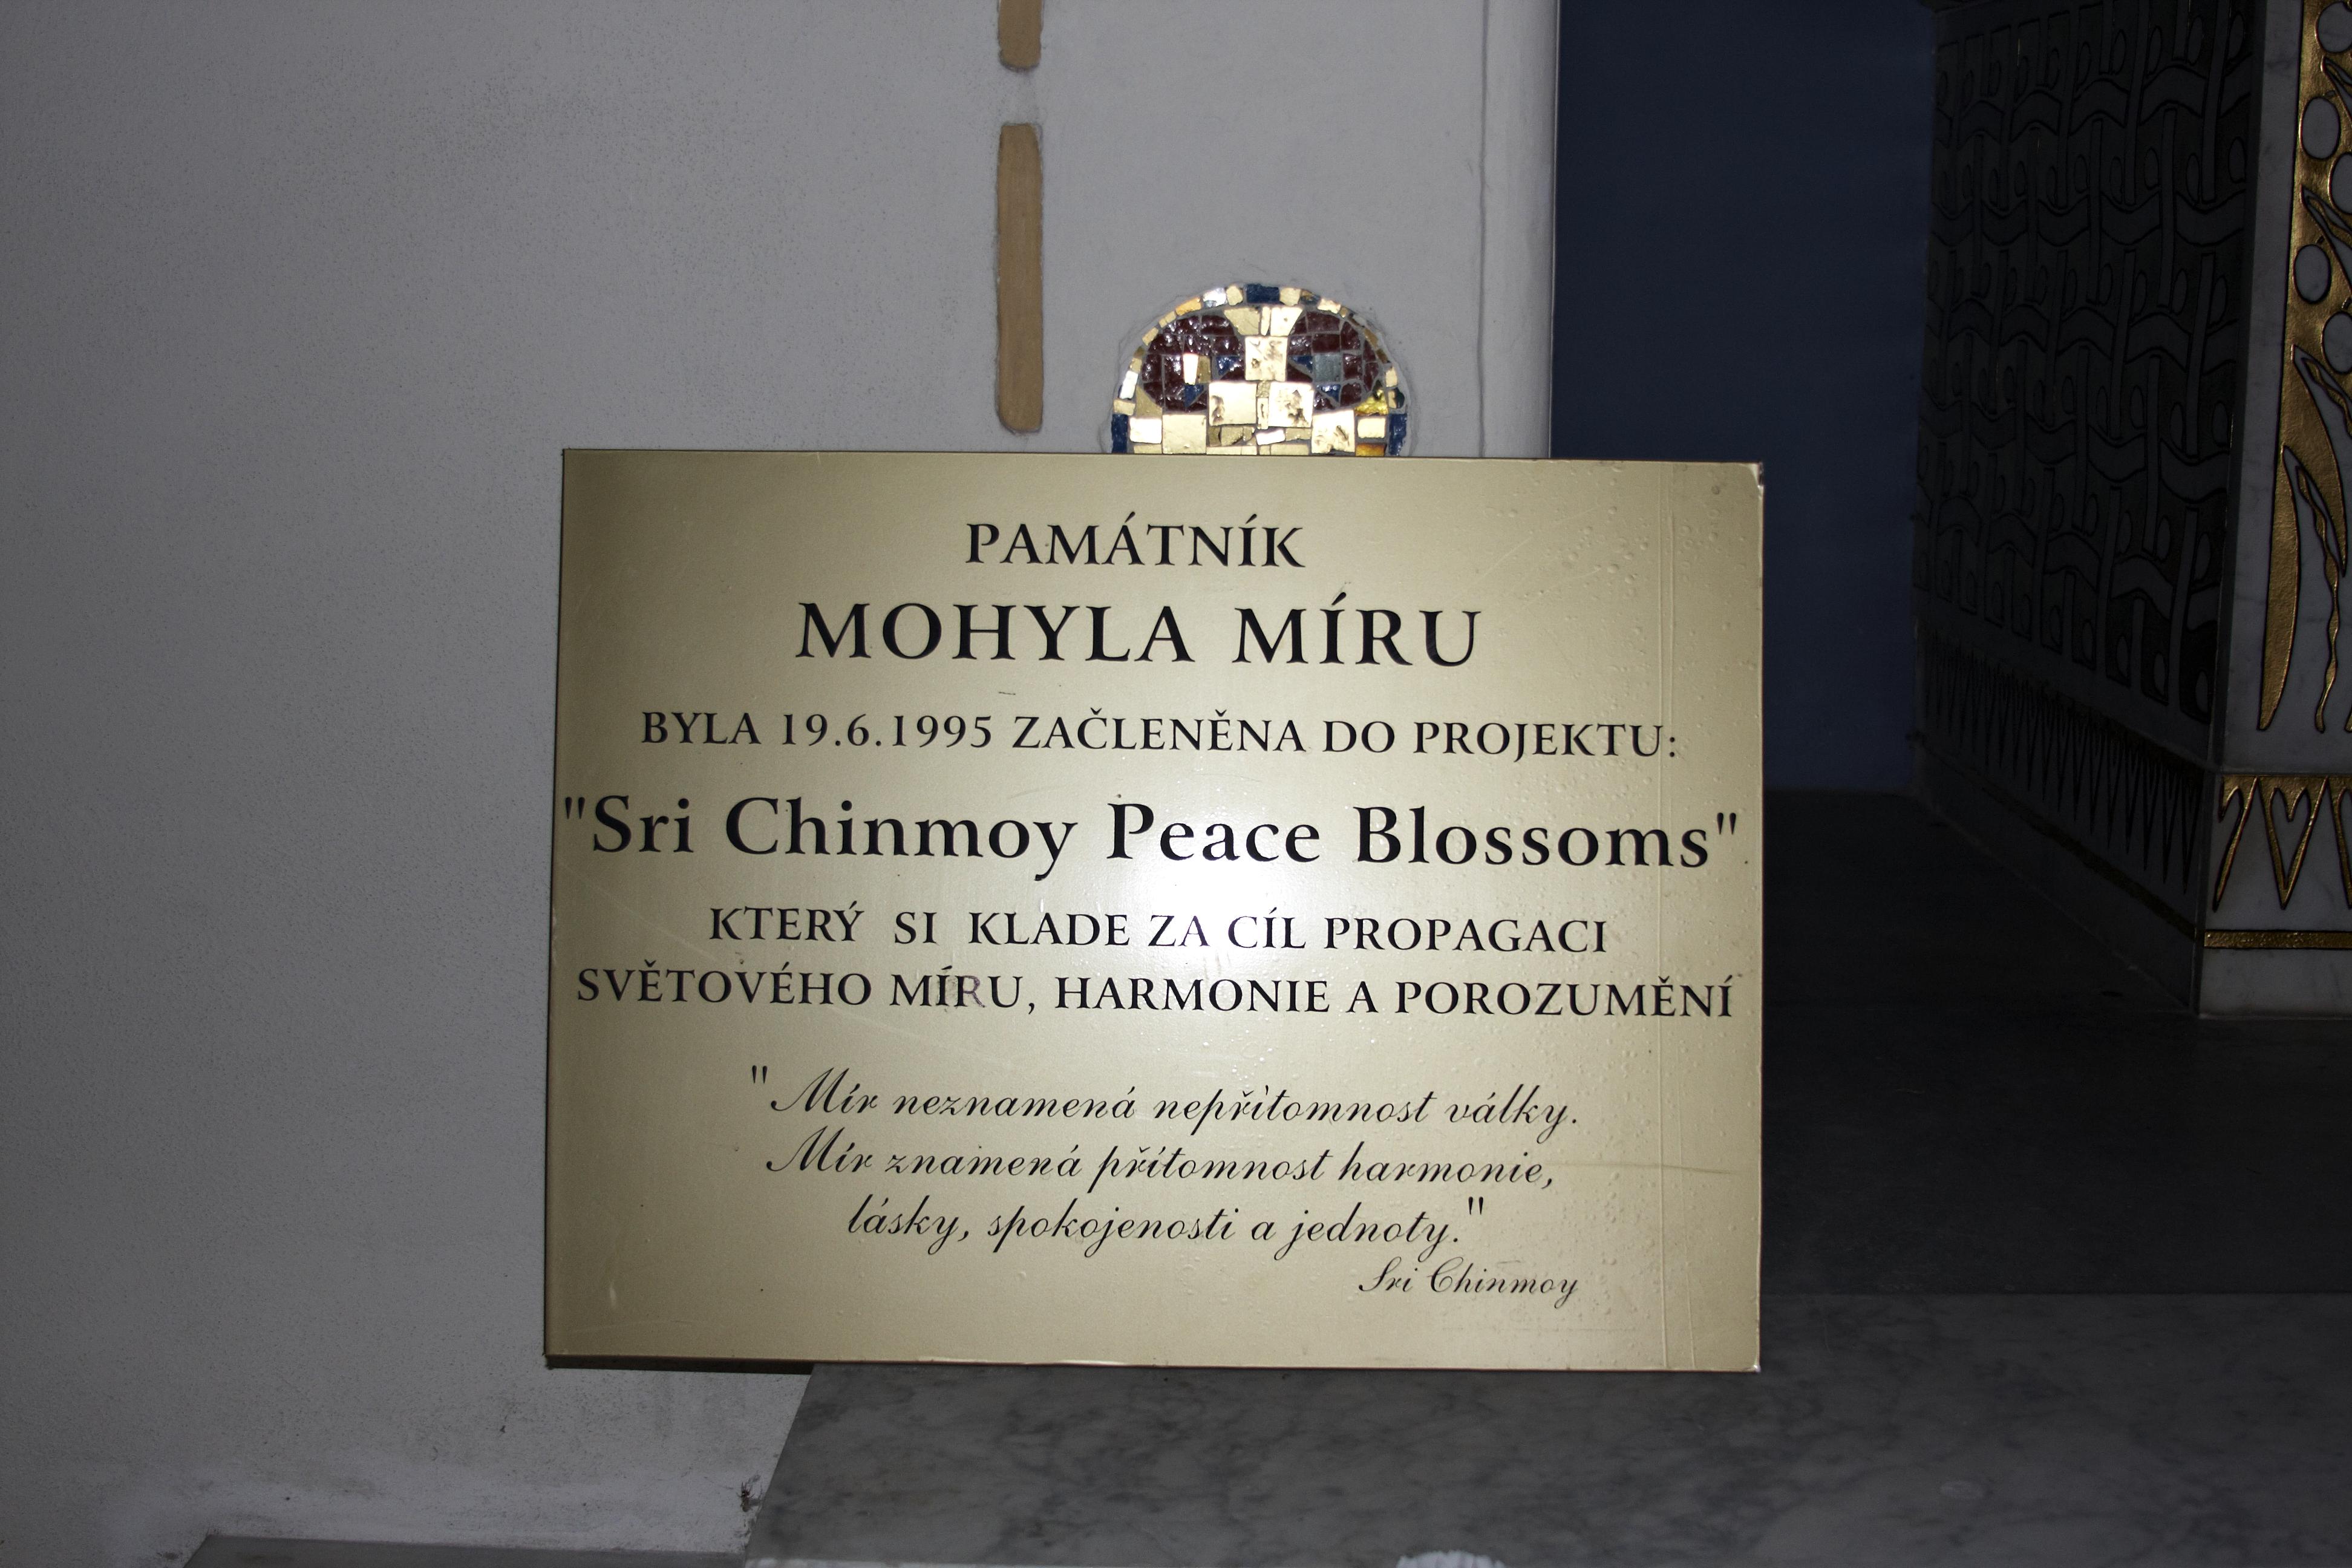 PAMÁTNÍK
MOHYLA MÍRU
BYLA 19.6.1995 ZAČLENĚNA DO PROJEKTU:
"Sri Chinmoy Peace Blossoms"
KTERÝ SI KLADE ZA CÍL PROPAGACI
SVĚTOVÉHO MÍRU, HARMONIE A POROZUMĚNÍ
"Mír neznamená nepřítomnost války.
Mír znamená přítomnost harmonie,
lásky, spokojenosti a jednoty."
Sri Chinmoy